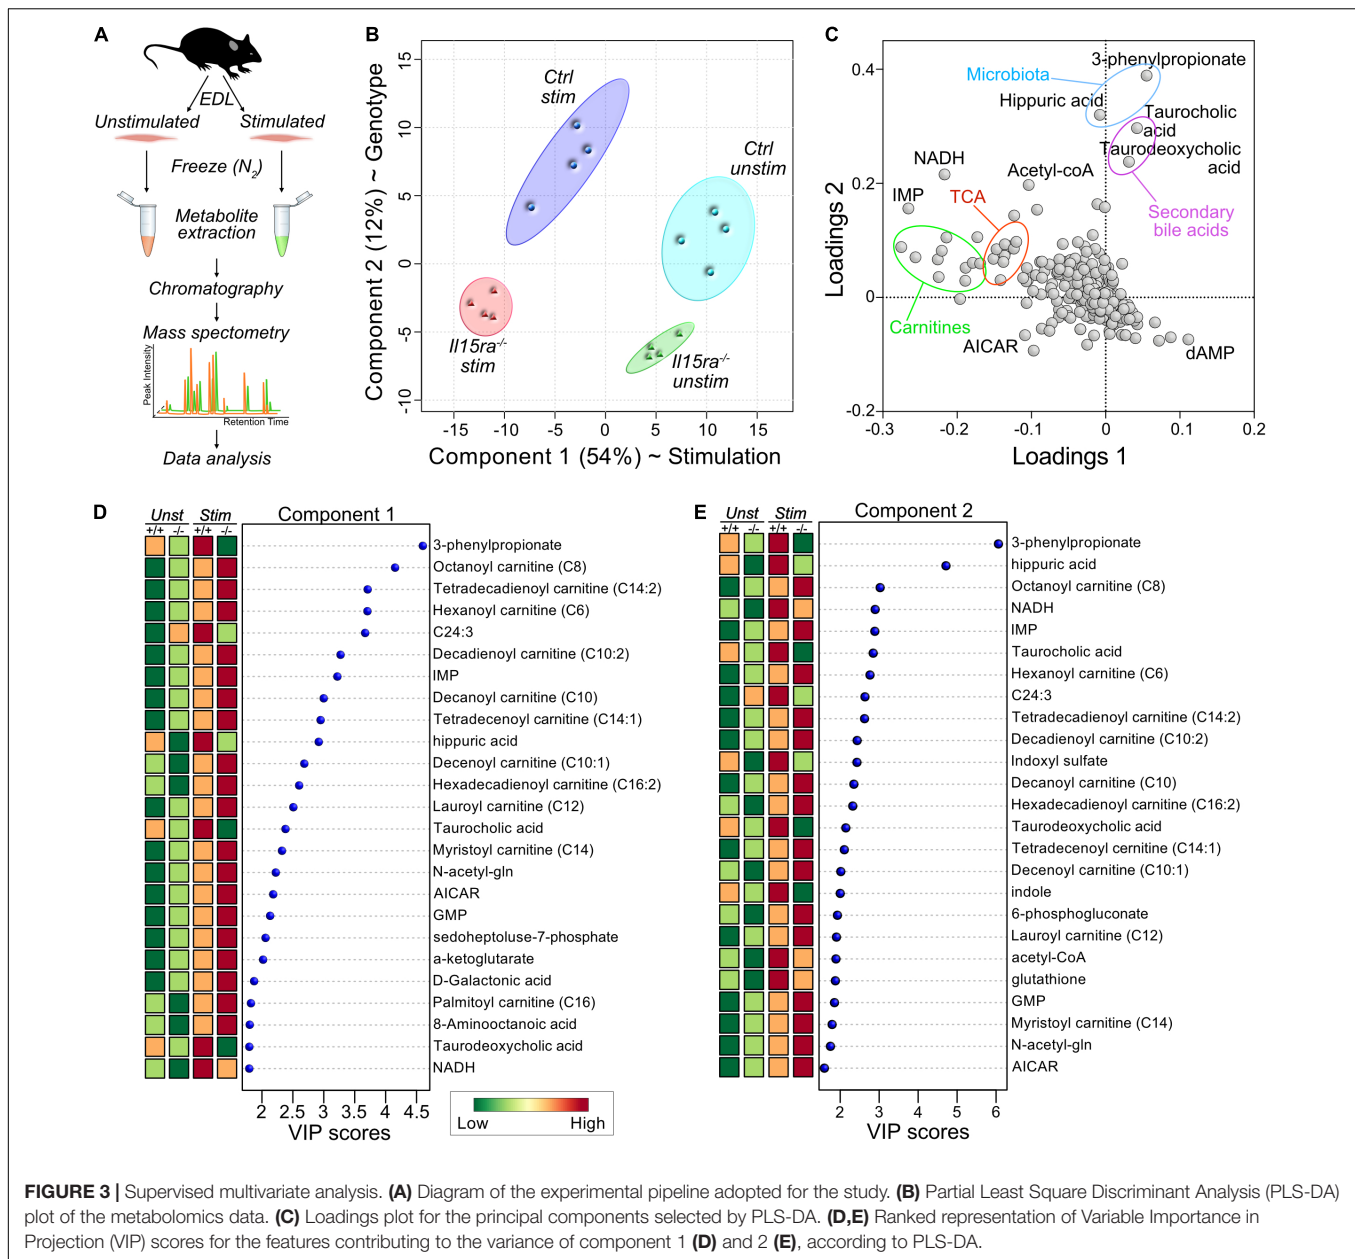 A
EDL
Unstimulated
Stimulated
Freeze (N2)
Metabolite
extraction
Chromatography
Mass spectometry
Peak Intensity
Retention Time
Data analysis
B
Component 2 (12%) ~ Genotype
15
10
5
0
-5
-10
Ctrl
stim
Ctrl
unstim
Il15ra-/-
stim
Il15ra-/-
unstim
-15 -10 -5 0 5 10 15
Component 1 (54%) ~ Stimulation
C
Loadings 2
0.4
0.2
0
-0.2
3-phenylpropionate
Microbiota
Hippuric acid
Taurocholic
acid
Taurodeoxycholic
acid
NADH
Acetyl-coA
IMP
TCA
Secondary
bile acids
Carnitines
AICAR
dAMP
-0.3 -0.2 -0.1 0 0.1 0.2
Loadings 1
D
Unst Stim
+/+ -/- +/+ -/-
Component 1
3-phenylpropionate
Octanoyl carnitine (C8)
Tetradecadienoyl carnitine (C14:2)
Hexanoyl carnitine (C6)
C24:3
Decadienoyl carnitine (C10:2)
IMP
Decanoyl carnitine (C10)
Tetradecenoyl carnitine (C14:1)
hippuric acid
Decenoyl carnitine (C10:1)
Hexadecadienoyl carnitine (C16:2)
Lauroyl carnitine (C12)
Taurocholic acid
Myristoyl carnitine (C14)
N-acetyl-gln
AICAR
GMP
sedoheptoluse-7-phosphate
a-ketoglutarate
D-Galactonic acid
Palmitoyl carnitine (C16)
8-Aminooctanoic acid
Taurodeoxycholic acid
NADH
2 2.5 3 3.5 4 4.5
VIP scores
Low High
E
Unst Stim
+/+ -/- +/+ -/-
Component 2
3-phenylpropionate
hippuric acid
Octanoyl carnitine (C8)
NADH
IMP
Taurocholic acid
Hexanoyl carnitine (C6)
C24:3
Tetradecadienoyl carnitine (C14:2)
Decadienoyl carnitine (C10:2)
Indoxyl sulfate
Decanoyl carnitine (C10)
Hexadecadienoyl carnitine (C16:2)
Taurodeoxycholic acid
Tetradecenoyl cernitine (C14:1)
Decenoyl carnitine (C10:1)
indole
6-phosphogluconate
Lauroyl carnitine (C12)
acetyl-CoA
glutathione
GMP
Myristoyl carnitine (C14)
N-acetyl-gln
AICAR
2 3 4 5 6
VIP scores
FIGURE 3 | Supervised multivariate analysis. (A) Diagram of the experimental pipeline adopted for the study. (B) Partial Least Square Discriminant Analysis (PLS-DA)
plot of the metabolomics data. (C) Loadings plot for the principal components selected by PLS-DA. (D,E) Ranked representation of Variable Importance in
Projection (VIP) scores for the features contributing to the variance of component 1 (D) and 2 (E), according to PLS-DA.